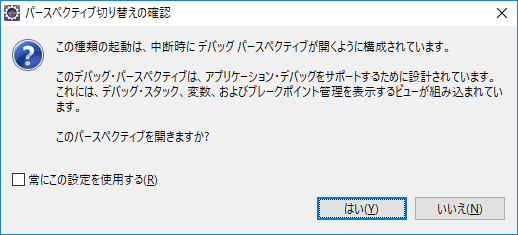 パースペクティブ切り替えの確認
この種類の起動は、中断時にデバッグ パースペクティブが開くように構成されています。
このデバッグ・パースペクティブは、アプリケーション・デバッグをサポートするために設計されています。
これには、デバッグ・スタック、変数、およびブレークポイント管理を表示するビューが組み込まれていま
す。
このパースペクティブを開きますか?
常にこの設定を使用する(R)
はい(Y)
いいえ(N)